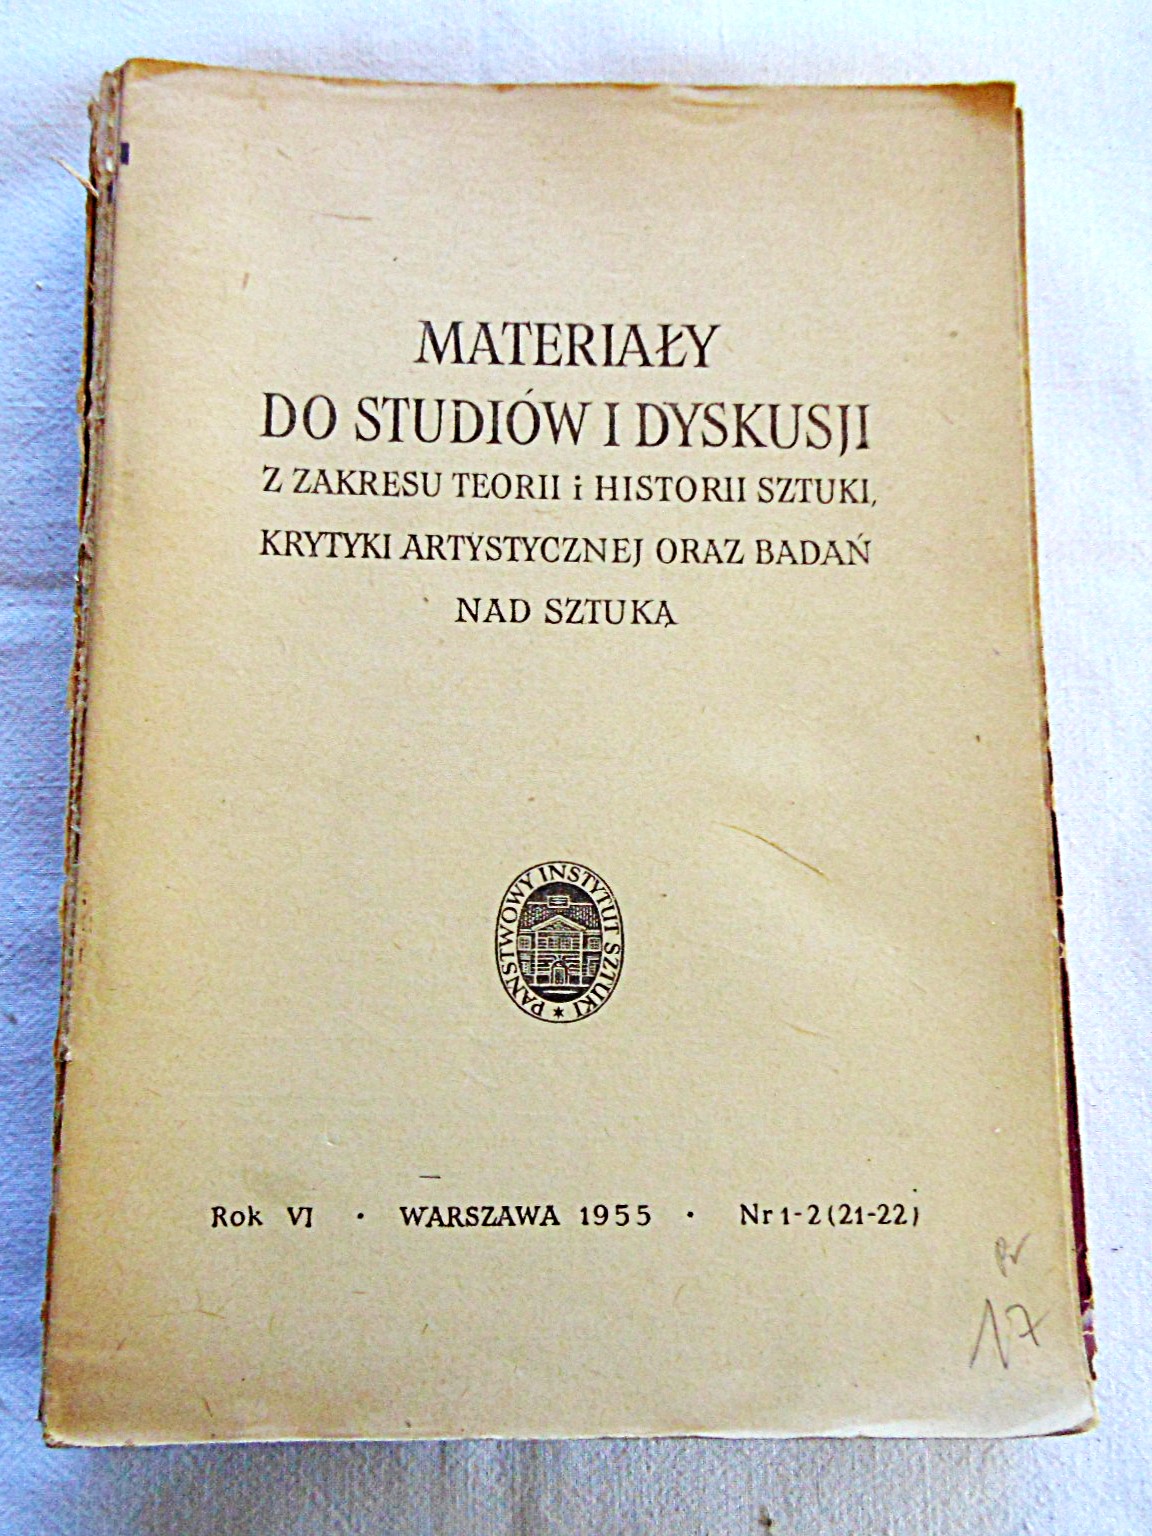 MATERIAŁY
DO STUDIÓW I DYSKUSJI
Z ZAKRESU TEORII i HISTORII SZTUKI,
KRYTYKI ARTYSTYCZNEJ ORAZ BADAŃ
NAD SZTUKĄ
PAŃSTWOWY INSTYTUT SZTUKI *
Rok VI • WARSZAWA 1955 • Nr 1-2 (21-22)
Pr
17